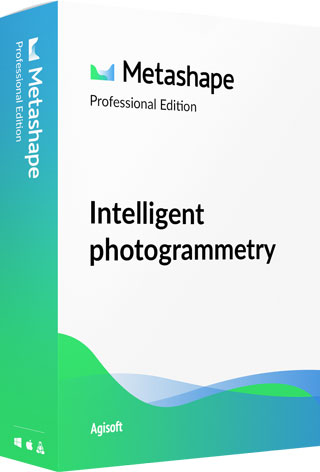 Metashape
Professional Edition
Metashape
Professional Edition
Intelligent
photogrammetry
Agisoft